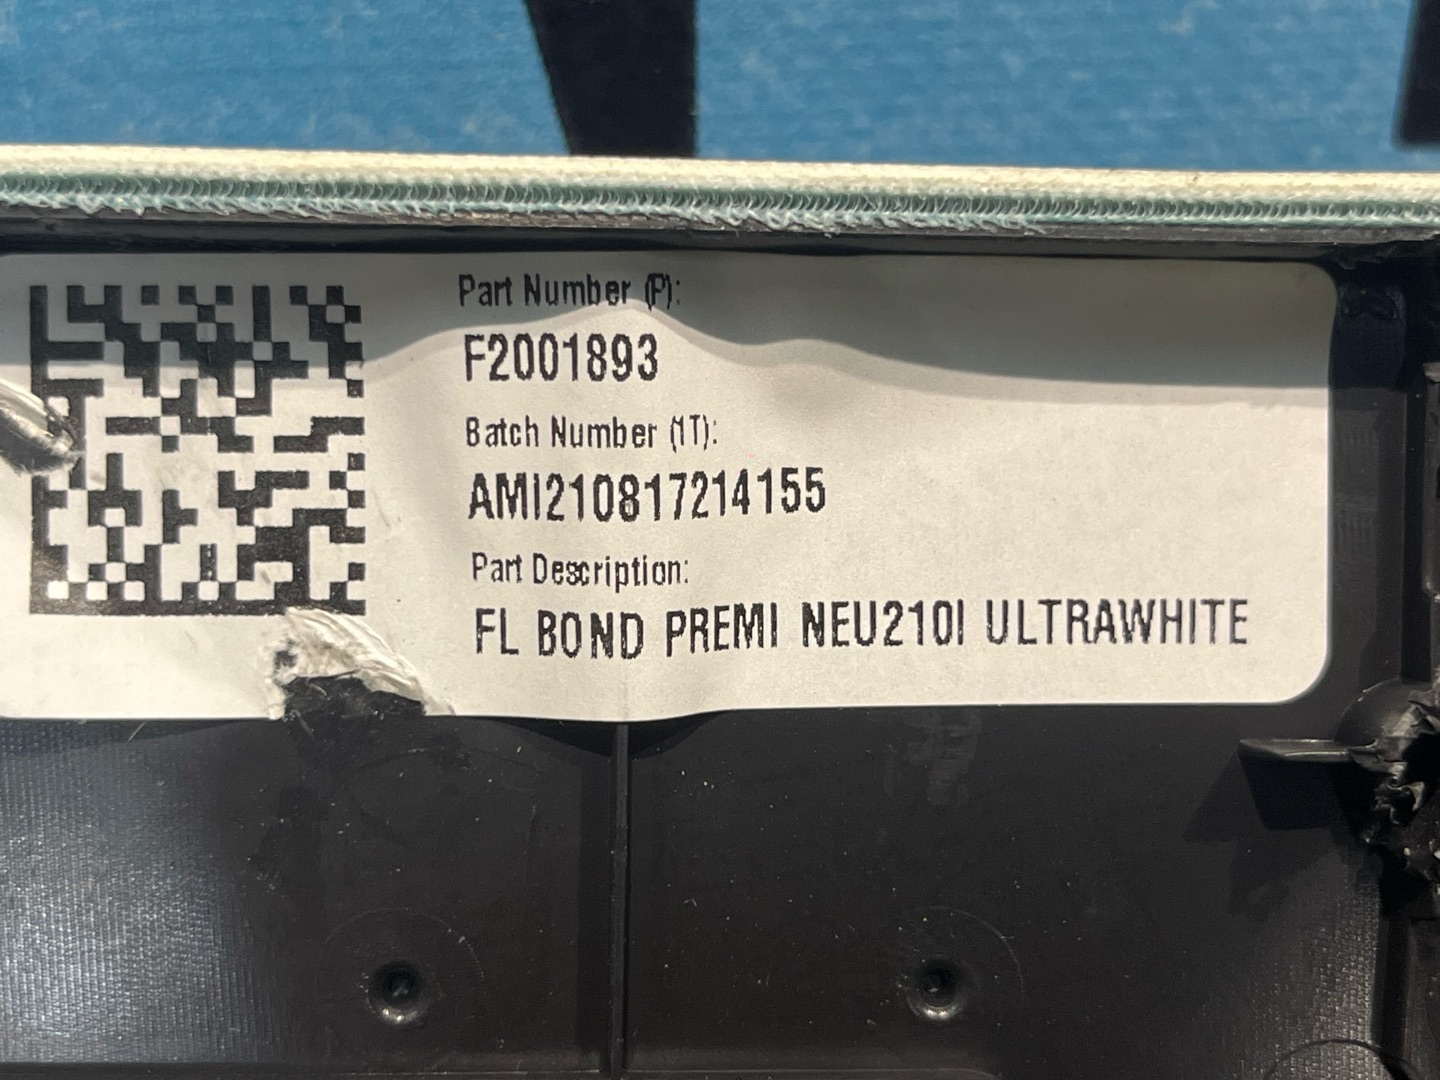 Part Number (P):
F2001893
Batch Number (1T):
AMI210817214155
Part Description:
FL BOND PREMI NEU210I ULTRAWHITE